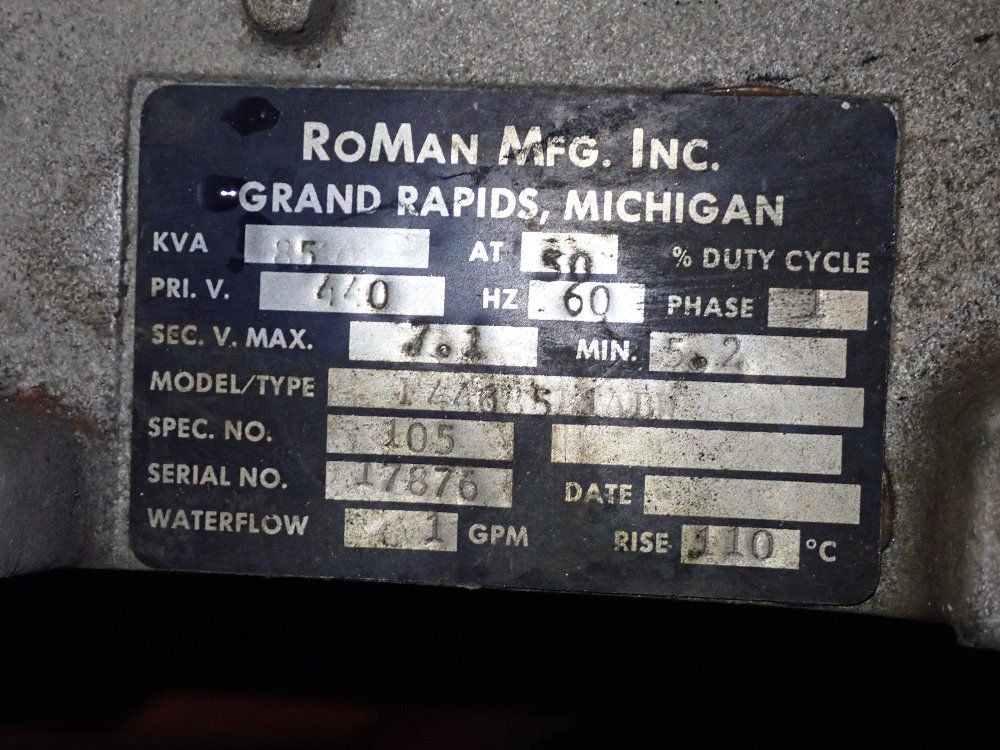 RoMan Mfg. Inc.
GRAND RAPIDS, MICHIGAN
KVA 85 AT 50 % DUTY CYCLE
PRI. V. 440 HZ 60 PHASE 1
SEC. V. MAX. 7.1 MIN. 5.2
MODEL/TYPE
SPEC. NO. 105
SERIAL NO. 17876 DATE
WATERFLOW 1 GPM RISE 110 °C